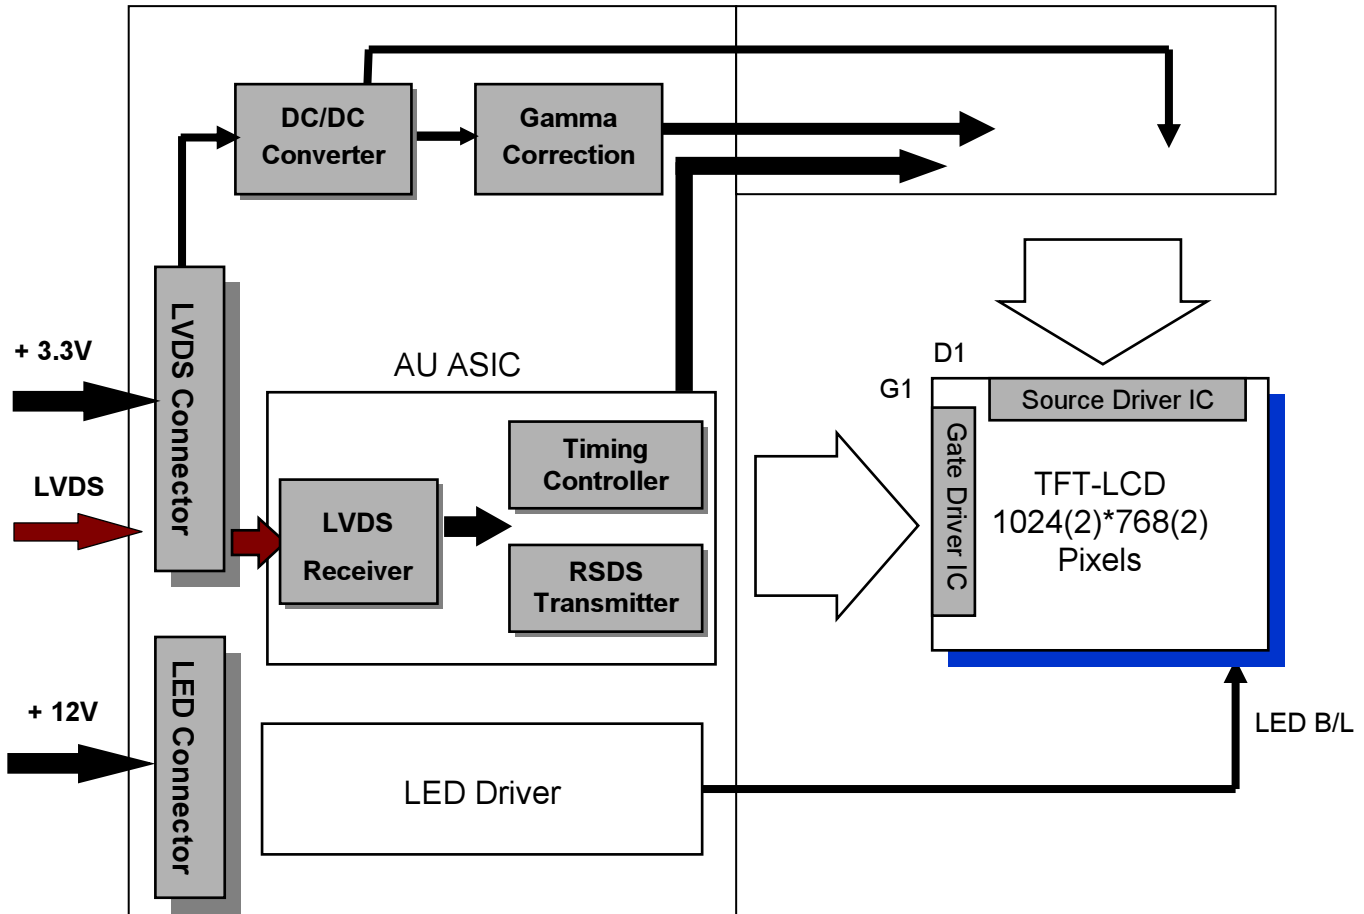 DC/DC
Converter
Gamma
Correction
+ 3.3V
LVDS
LVDS Connector
AU ASIC
LVDS
Receiver
Timing
Controller
RSDS
Transmitter
D1
G1
Source Driver IC
Gate Driver IC
TFT-LCD
1024(2)*768(2)
Pixels
+ 12V
LED Connector
LED Driver
LED B/L